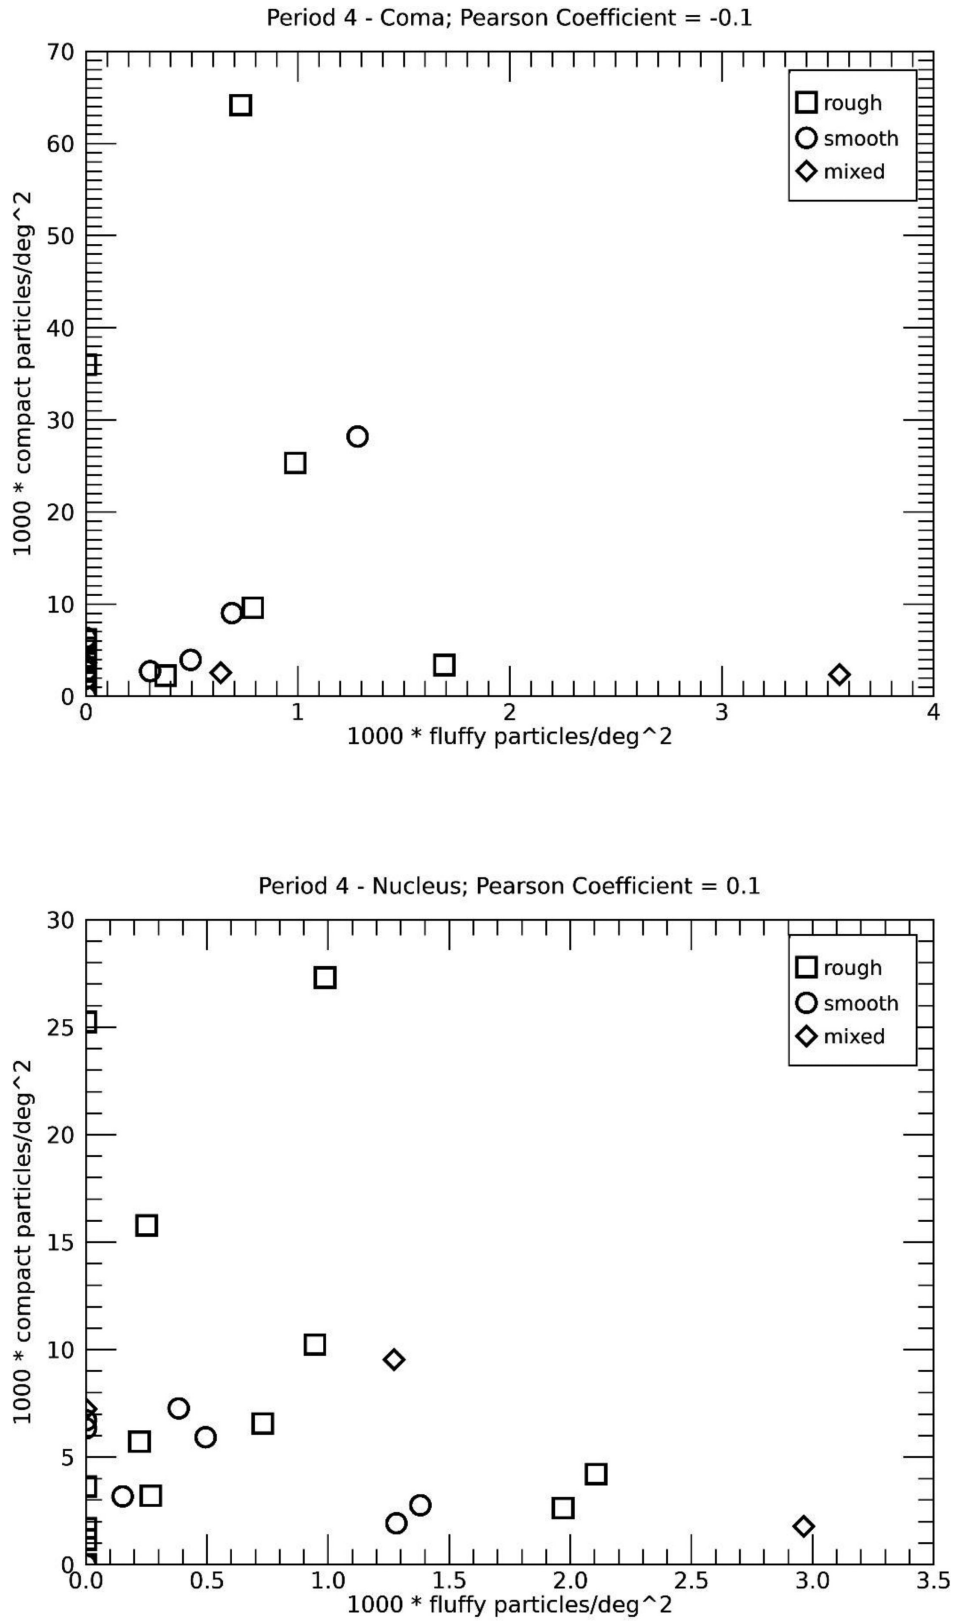 Period 4 - Coma; Pearson Coefficient = -0.1
70
60
50
40
30
20
10
0
1000 * compact particles/deg^2
rough
smooth
mixed
0 1 2 3 4
1000 * fluffy particles/deg^2
Period 4 - Nucleus; Pearson Coefficient = 0.1
30
25
20
15
10
5
0
1000 * compact particles/deg^2
rough
smooth
mixed
0.0 0.5 1.0 1.5 2.0 2.5 3.0 3.5
1000 * fluffy particles/deg^2